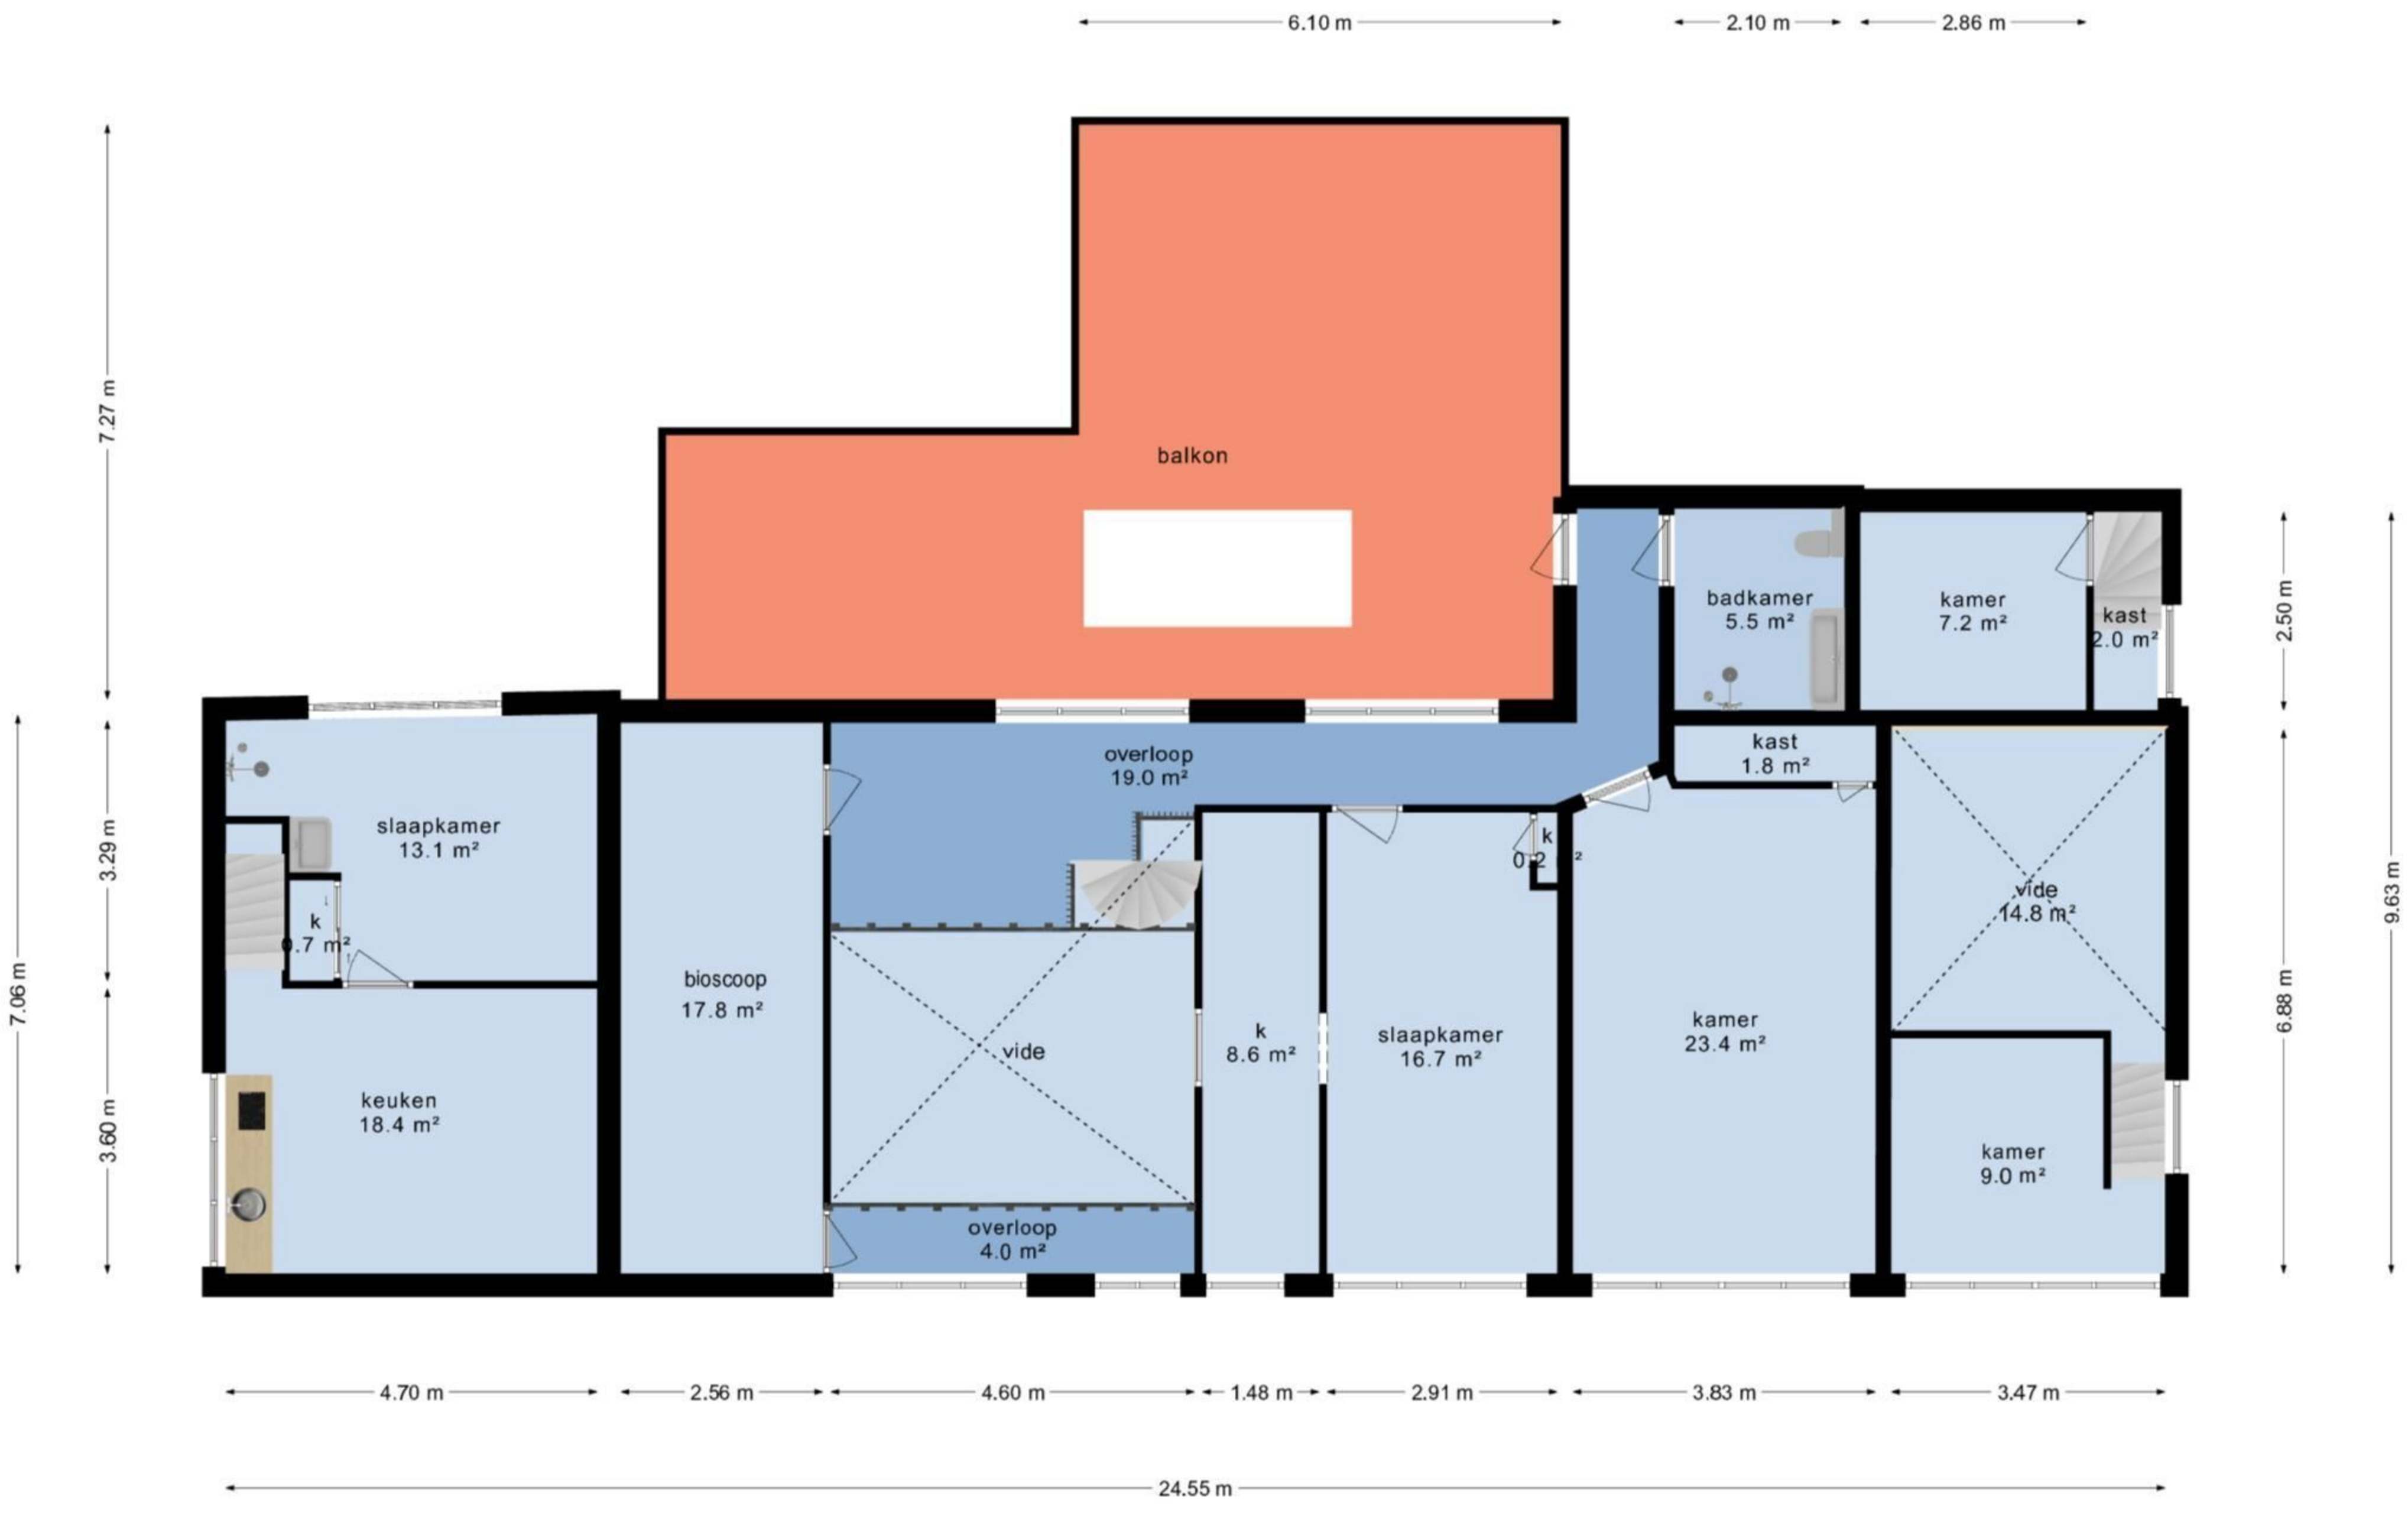 6.10 m
2.10 m
2.86 m
7.27 m
balkon
badkamer
5.5 m²
kamer
7.2 m²
kast
2.0 m²
2.50 m
9.63 m
overloop
19.0 m²
kast
1.8 m²
slaapkamer
13.1 m²
3.29 m
k
k
vide
14.8 m²
k
bioscoop
17.8 m²
vide
k
8.6 m²
slaapkamer
16.7 m²
kamer
23.4 m²
6.88 m
7.06 m
3.60 m
keuken
18.4 m²
kamer
9.0 m²
overloop
4.0 m²
4.70 m
2.56 m
4.60 m
1.48 m
2.91 m
3.83 m
3.47 m
24.55 m